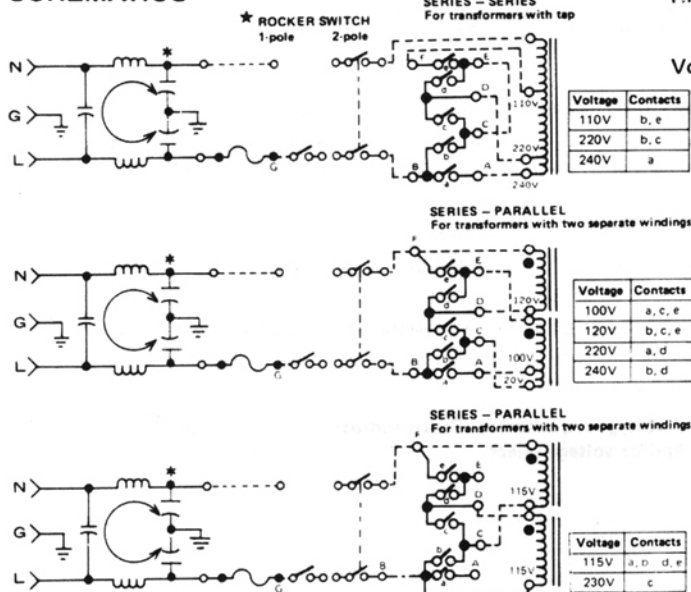 SERIES – SERIES
For transformers with tap
★ ROCKER SWITCH
1-pole 2-pole
N
G
L
G
F
E
e
d
D
c
C
b
B
a
A
110V
220V
240V
Voltage Contacts
110V b, e
220V b, c
240V a
SERIES – PARALLEL
For transformers with two separate windings
N
G
L
G
F
E
e
d
D
c
C
B
A
120V
100V
20V
Voltage Contacts
100V a, c, e
120V b, c, e
220V a, d
240V b, d
SERIES – PARALLEL
For transformers with two separate windings
N
G
L
G
F
E
e
d
D
c
C
b
B
a
A
115V
115V
Voltage Contacts
115V a, b d, e
230V c